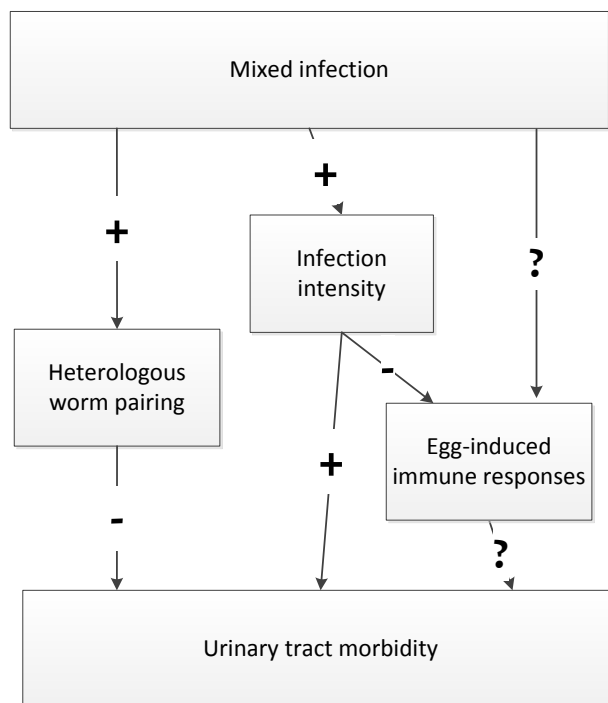 Mixed infection
+
+
?
Infection
intensity
Heterologous
worm pairing
-
Egg-induced
immune responses
+
-
?
Urinary tract morbidity